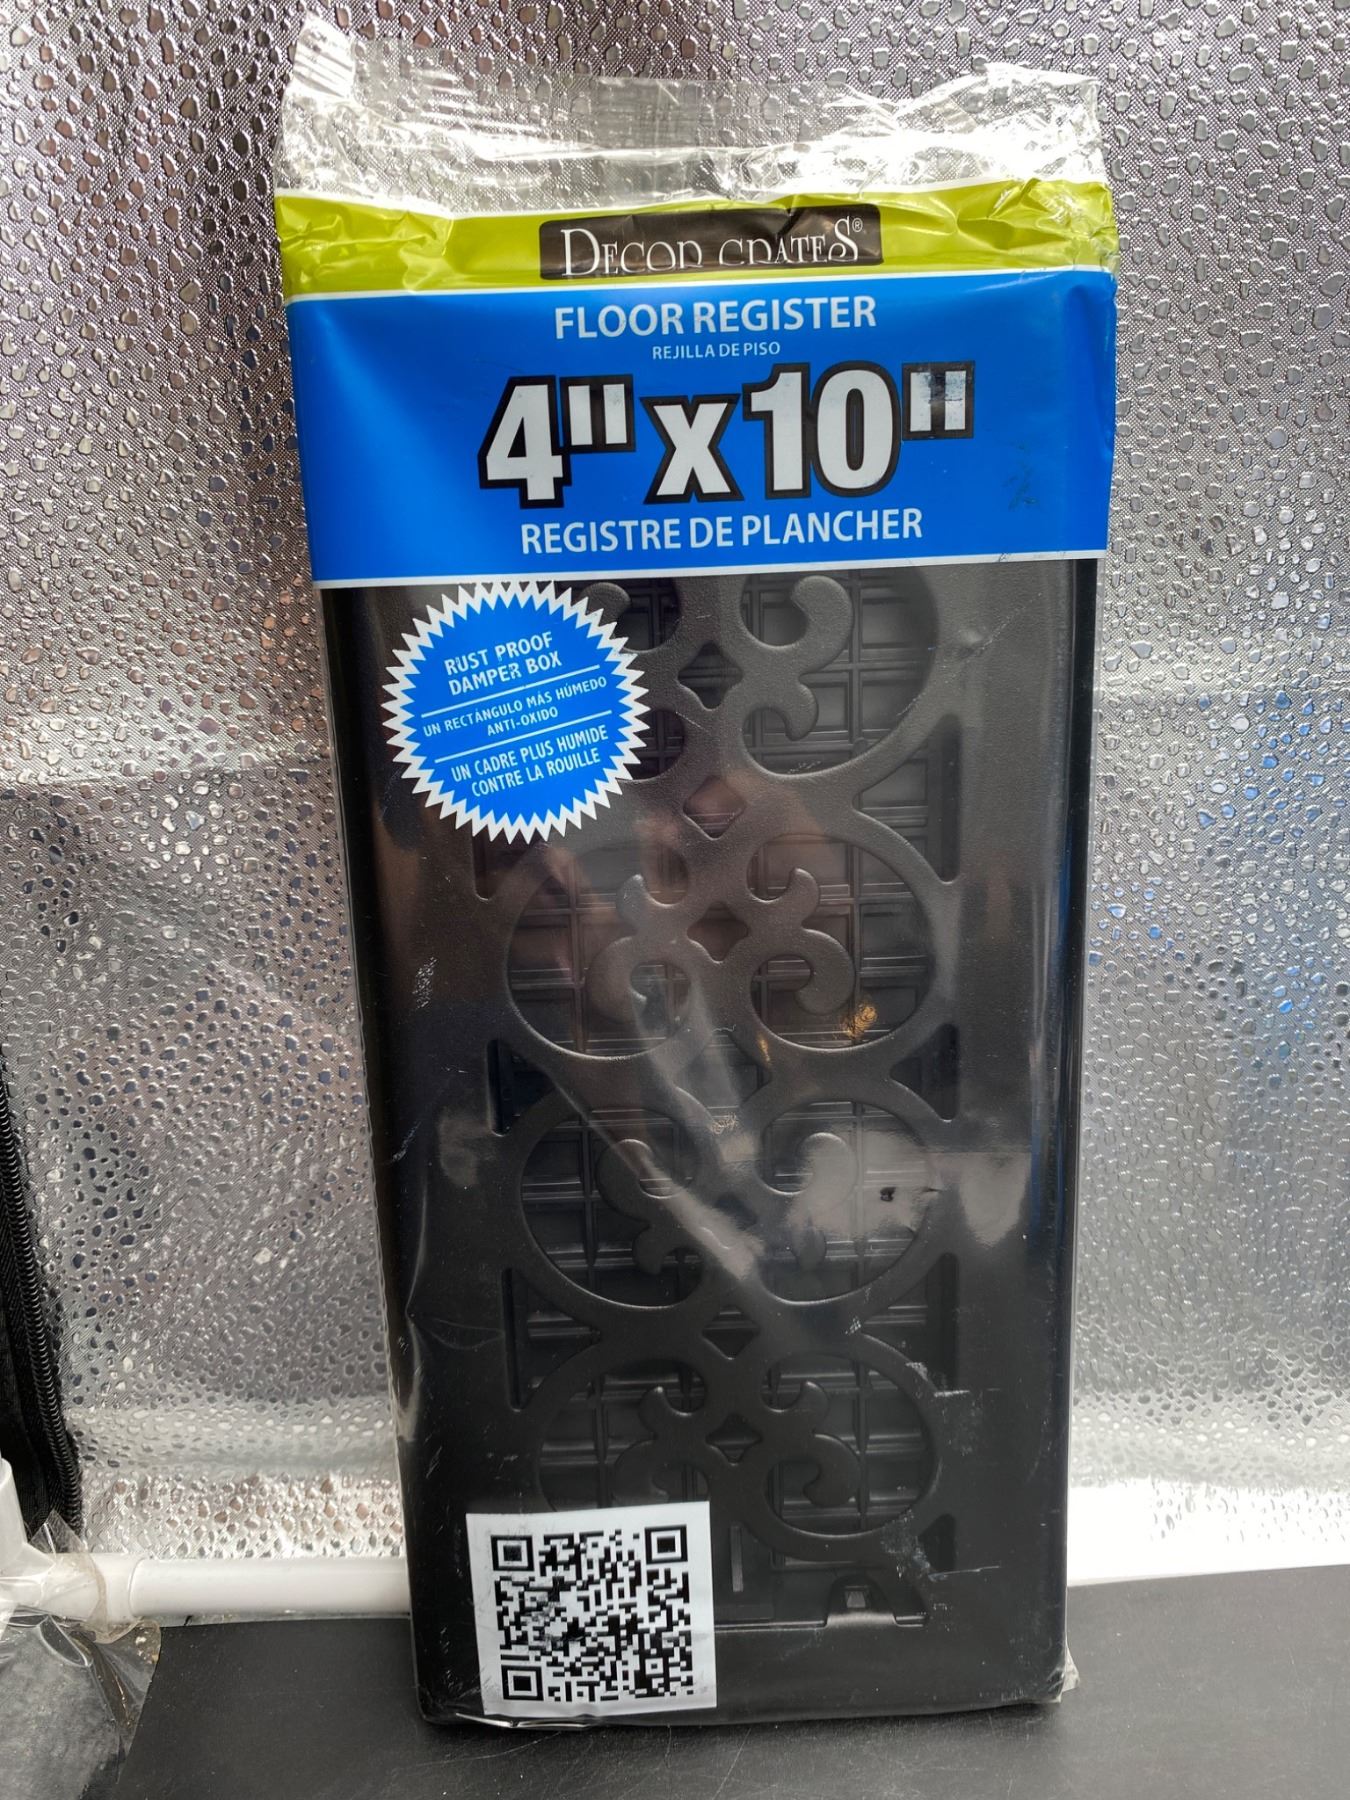 DECOR GRATES®
FLOOR REGISTER
REJILLA DE PISO
4" x 10"
REGISTRE DE PLANCHER
RUST PROOF
DAMPER BOX
UN RECTÁNGULO MÁS HÚMEDO
ANTI-OXIDO
UN CADRE PLUS HUMIDE
CONTRE LA ROUILLE